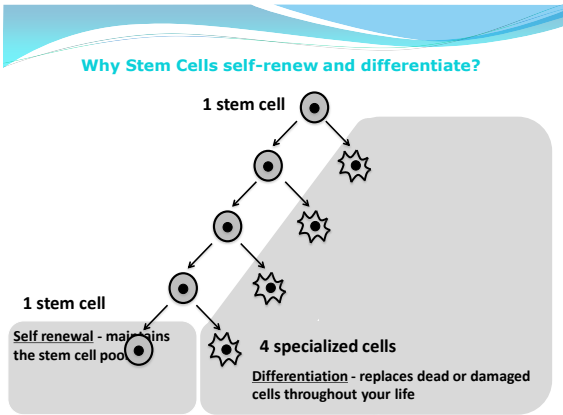 Why Stem Cells self-renew and differentiate?
1 stem cell
1 stem cell
Self renewal - maintains
the stem cell pool
4 specialized cells
Differentiation - replaces dead or damaged
cells throughout your life